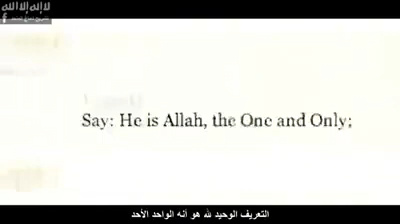 لا إله إلا الله
Say: He is Allah, the One and Only;
التعريف الوحيد لله هو أنه الواحد الأحد